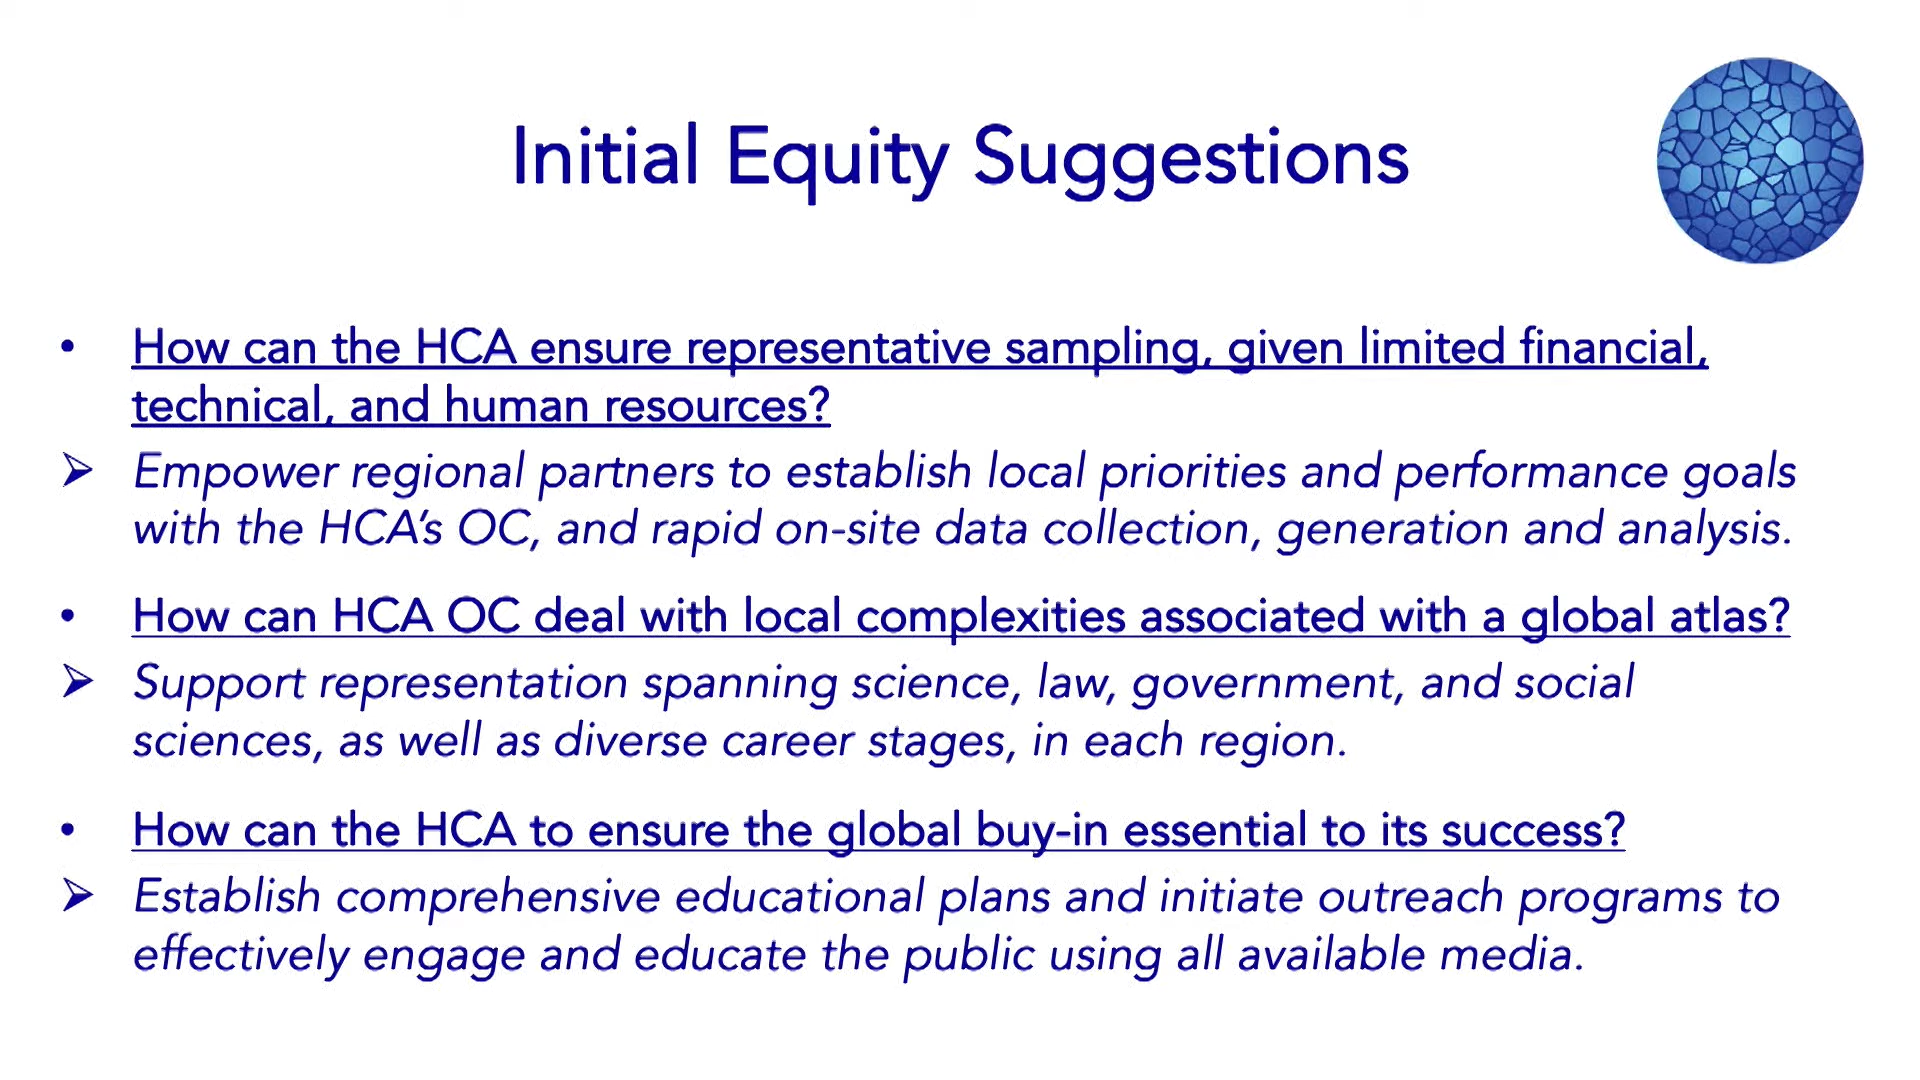 Initial Equity Suggestions
• How can the HCA ensure representative sampling, given limited financial,
technical, and human resources?
➢ Empower regional partners to establish local priorities and performance goals
with the HCA’s OC, and rapid on-site data collection, generation and analysis.
• How can HCA OC deal with local complexities associated with a global atlas?
➢ Support representation spanning science, law, government, and social
sciences, as well as diverse career stages, in each region.
• How can the HCA to ensure the global buy-in essential to its success?
➢ Establish comprehensive educational plans and initiate outreach programs to
effectively engage and educate the public using all available media.